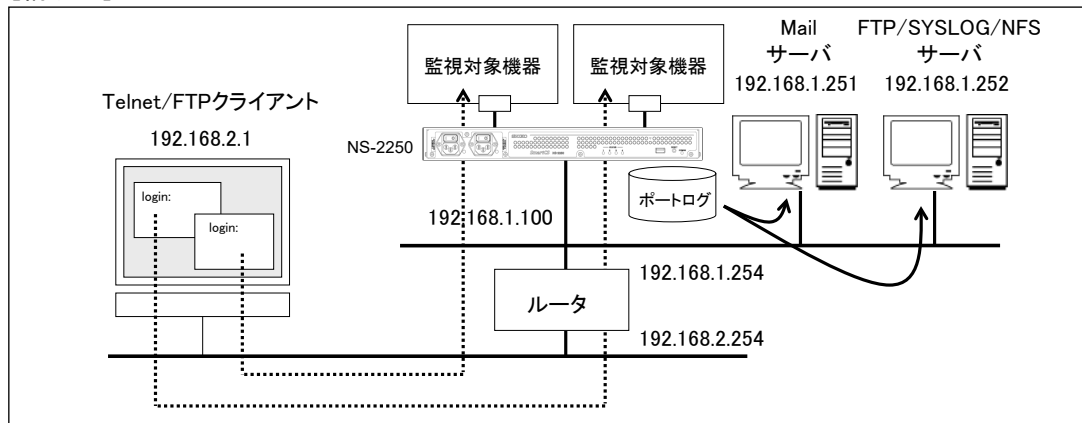 Mail
サーバ
192.168.1.251
FTP/SYSLOG/NFS
サーバ
192.168.1.252
監視対象機器
監視対象機器
Telnet/FTPクライアント
192.168.2.1
NS-2250
login:
login:
ポートログ
192.168.1.100
192.168.1.254
ルータ
192.168.2.254